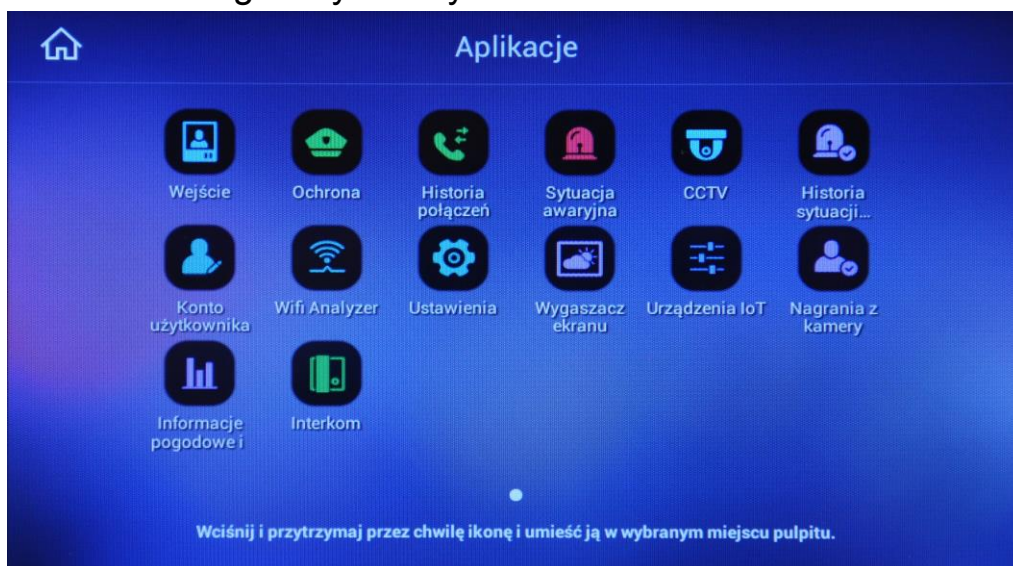 Aplikacje
Wejście
Ochrona
Historia
połączeń
Sytuacja
awaryjna
CCTV
Historia
sytuacji...
Konto
użytkownika
Wifi Analyzer
Ustawienia
Wygaszacz
ekranu
Urządzenia IoT
Nagrania z
kamery
Informacje
pogodowe i
Interkom
Wciśnij i przytrzymaj przez chwilę ikonę i umieść ją w wybranym miejscu pulpitu.